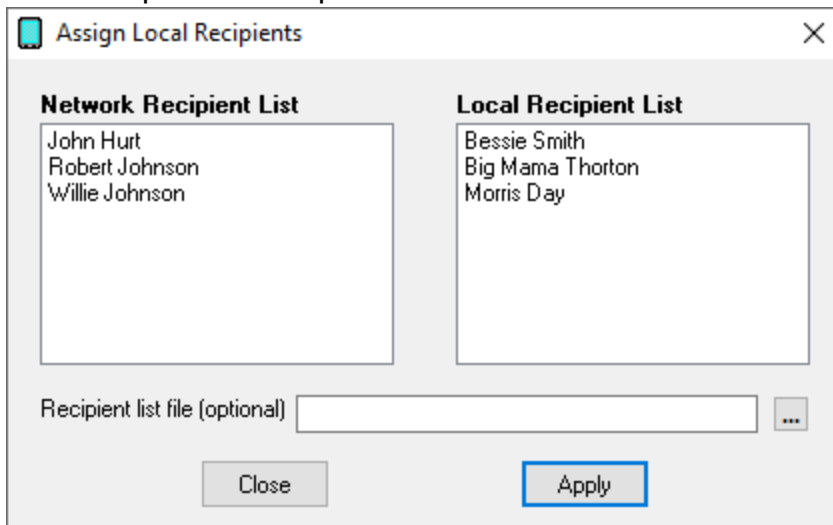 Assign Local Recipients
Network Recipient List
Local Recipient List
John Hurt
Robert Johnson
Willie Johnson
Bessie Smith
Big Mama Thorton
Morris Day
Recipient list file (optional)
...
Close
Apply